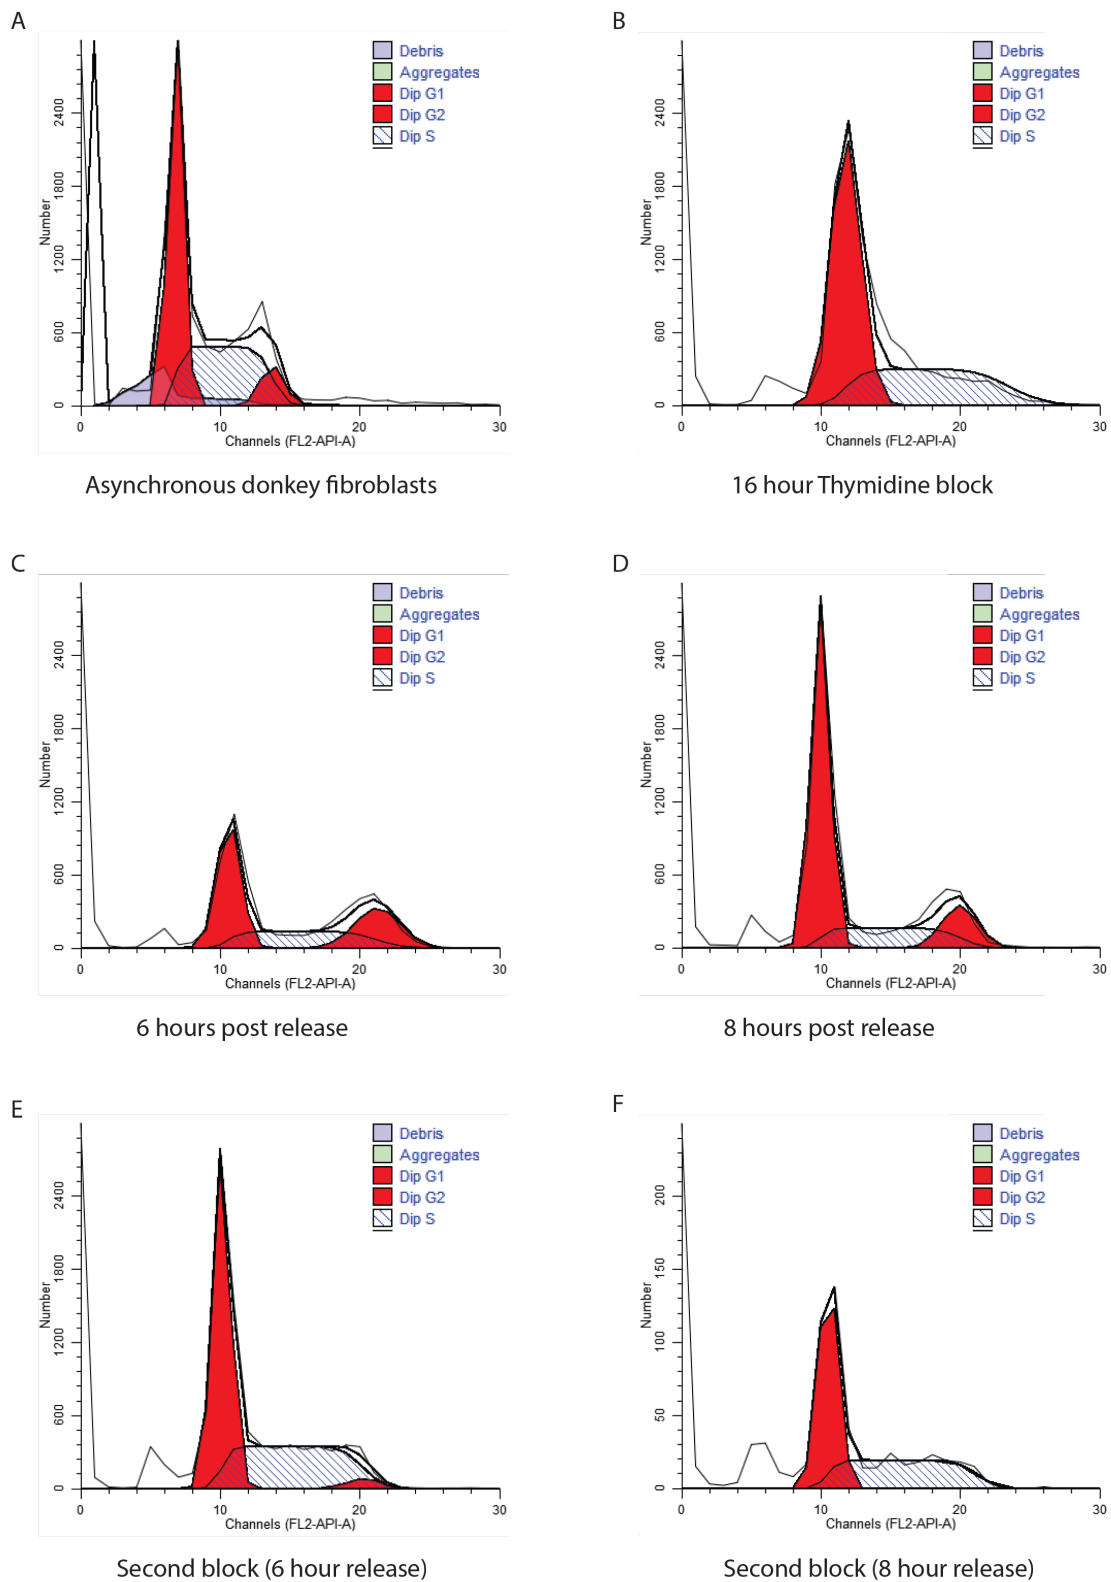 A
B
Debris
Aggregates
Dip G1
Dip G2
Dip S
Number
0
600
1200
1800
2400
0
10
20
30
Channels (FL2-API-A)
Asynchronous donkey fibroblasts
Debris
Aggregates
Dip G1
Dip G2
Dip S
Number
0
600
1200
1800
2400
0
10
20
30
Channels (FL2-API-A)
16 hour Thymidine block
C
D
Debris
Aggregates
Dip G1
Dip G2
Dip S
Number
0
600
1200
1800
2400
0
10
20
30
Channels (FL2-API-A)
6 hours post release
Debris
Aggregates
Dip G1
Dip G2
Dip S
Number
0
600
1200
1800
2400
0
10
20
30
Channels (FL2-API-A)
8 hours post release
E
F
Debris
Aggregates
Dip G1
Dip G2
Dip S
Number
0
600
1200
1800
2400
0
10
20
30
Channels (FL2-API-A)
Second block (6 hour release)
Debris
Aggregates
Dip G1
Dip G2
Dip S
Number
0
50
100
150
200
0
10
20
30
Channels (FL2-API-A)
Second block (8 hour release)